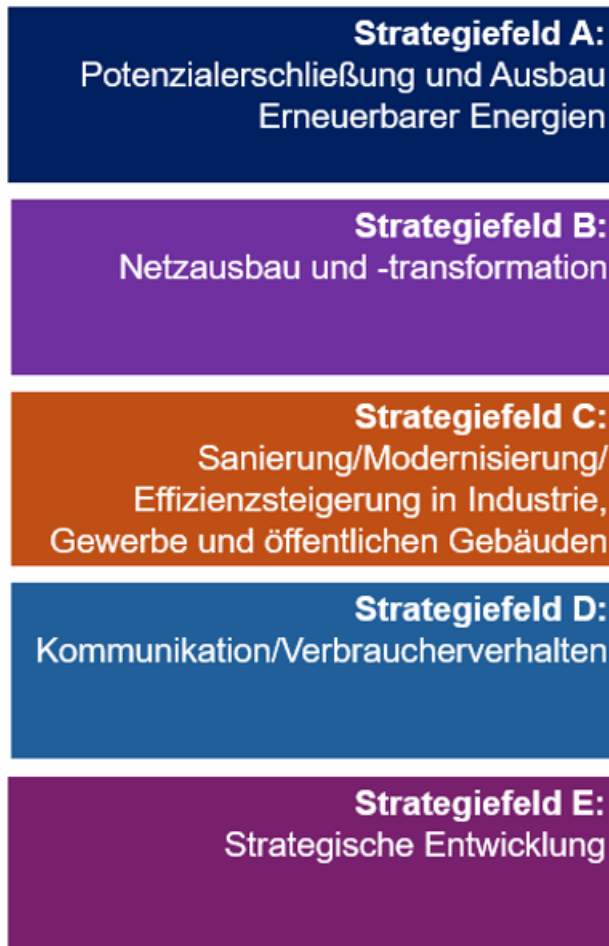 Strategiefeld A:
Potenzialerschließung und Ausbau
Erneuerbarer Energien
Strategiefeld B:
Netzausbau und -transformation
Strategiefeld C:
Sanierung/Modernisierung/
Effizienzsteigerung in Industrie,
Gewerbe und öffentlichen Gebäuden
Strategiefeld D:
Kommunikation/Verbraucherverhalten
Strategiefeld E:
Strategische Entwicklung